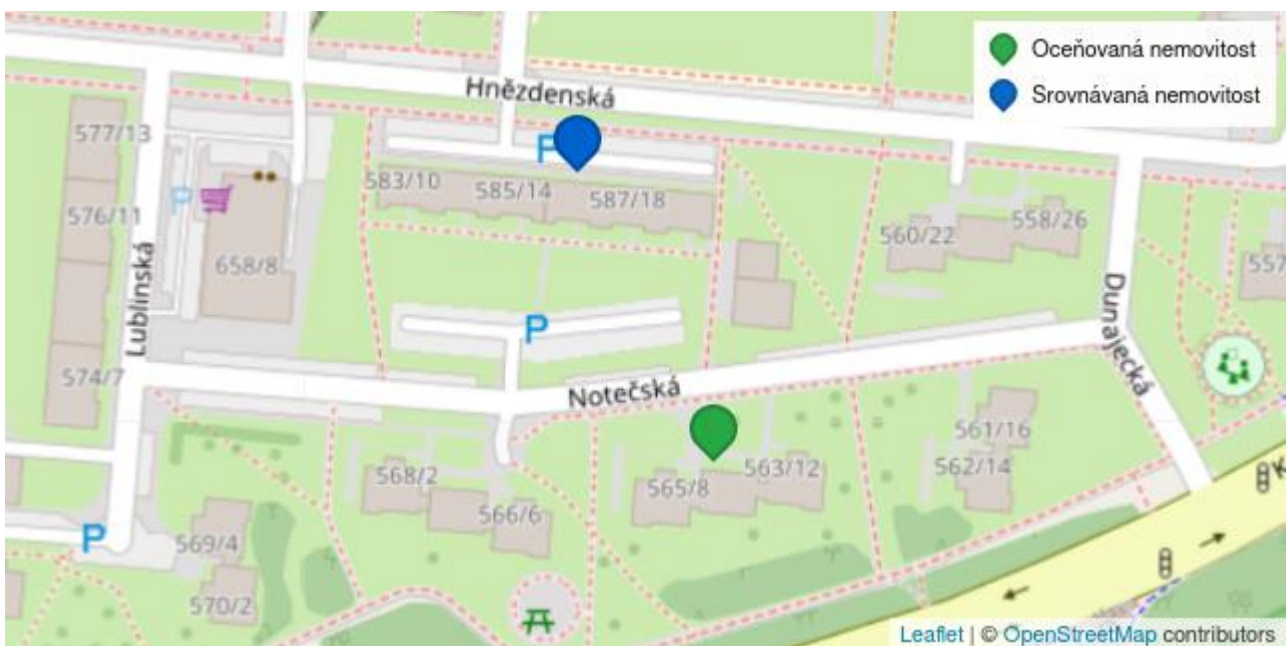 Oceňovaná nemovitost
Srovnávaná nemovitost
Hnězdenská
577/13
P
583/10
585/14
587/18
P
576/11
558/26
560/22
658/8
557
Lublinská
Dunajecká
P
574/7
Notečská
561/16
568/2
565/8
563/12
562/14
566/6
P
569/4
570/2
Leaflet | © OpenStreetMap contributors